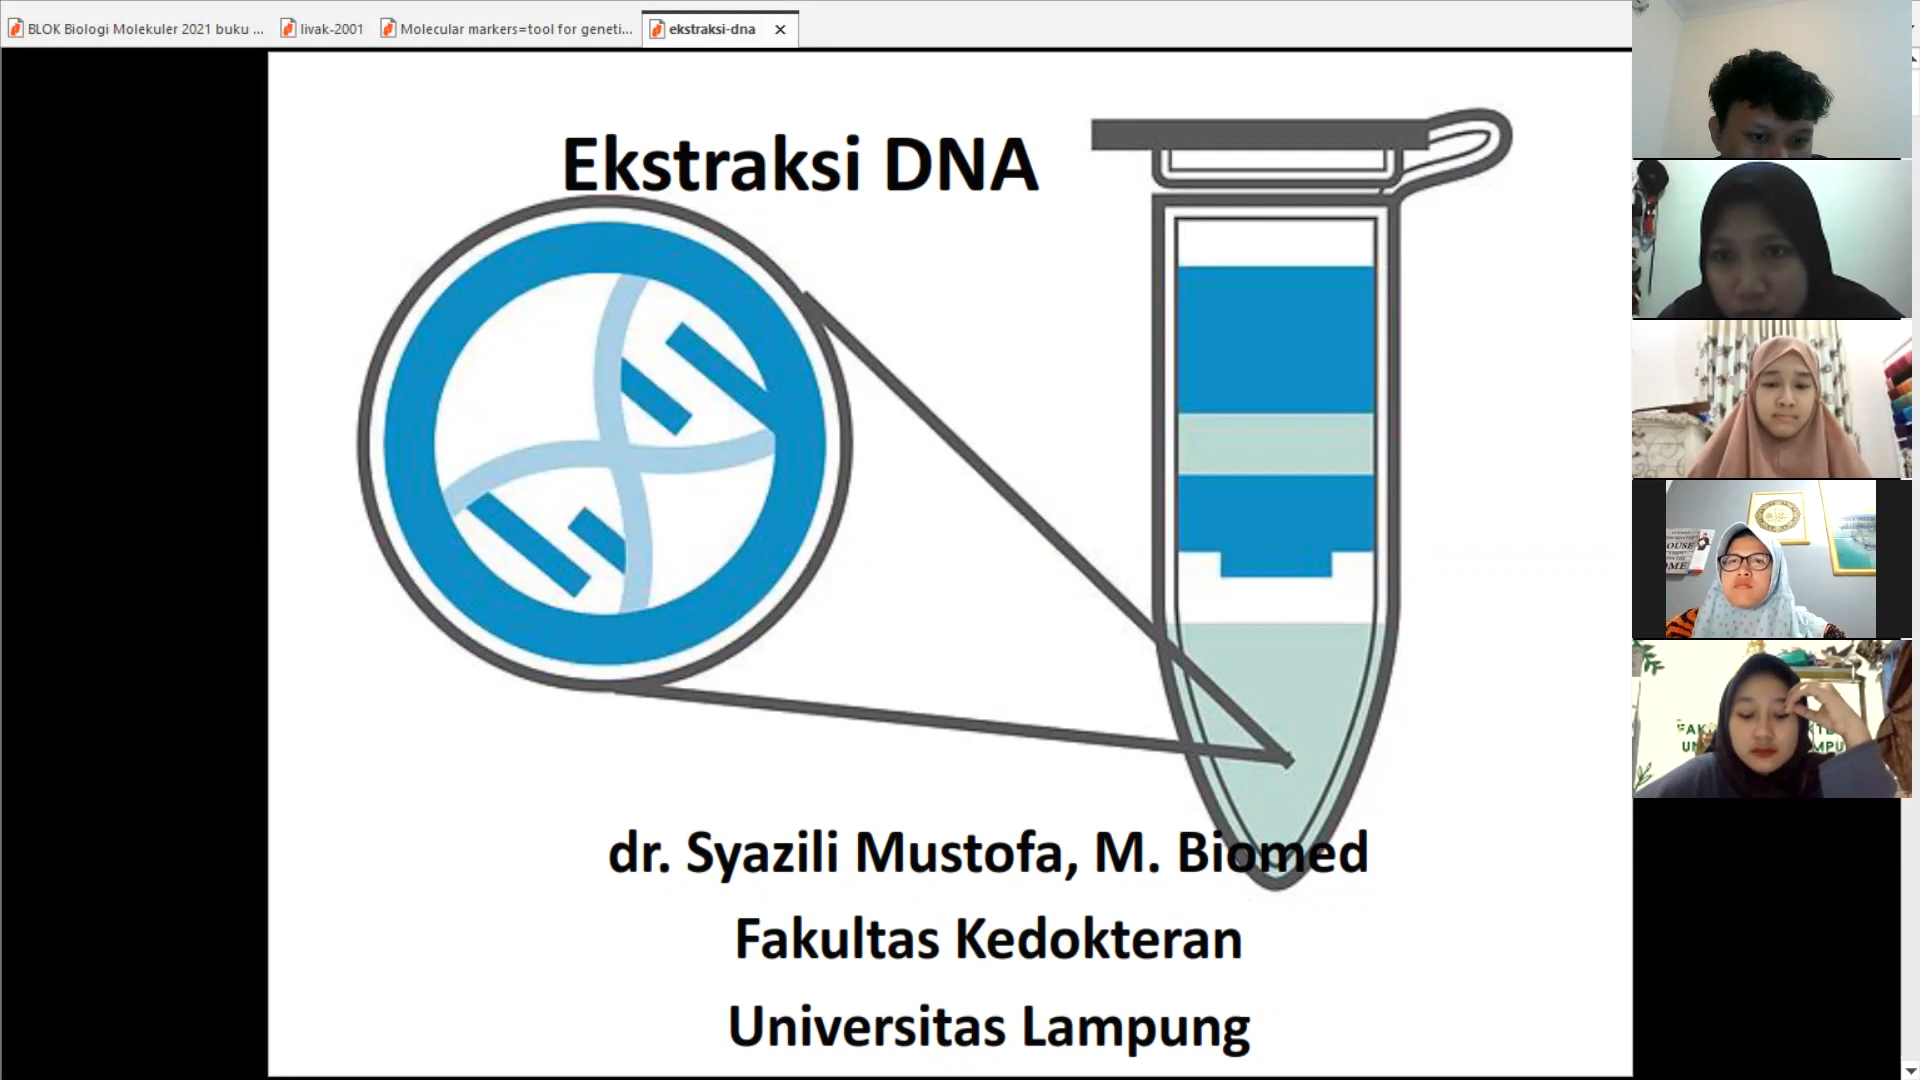 BLOK Biologi Molekuler 2021 buku ...
livak-2001
Molecular markers=tool for geneti...
ekstraksi-dna
Ekstraksi DNA
dr. Syazili Mustofa, M. Biomed
Fakultas Kedokteran
Universitas Lampung